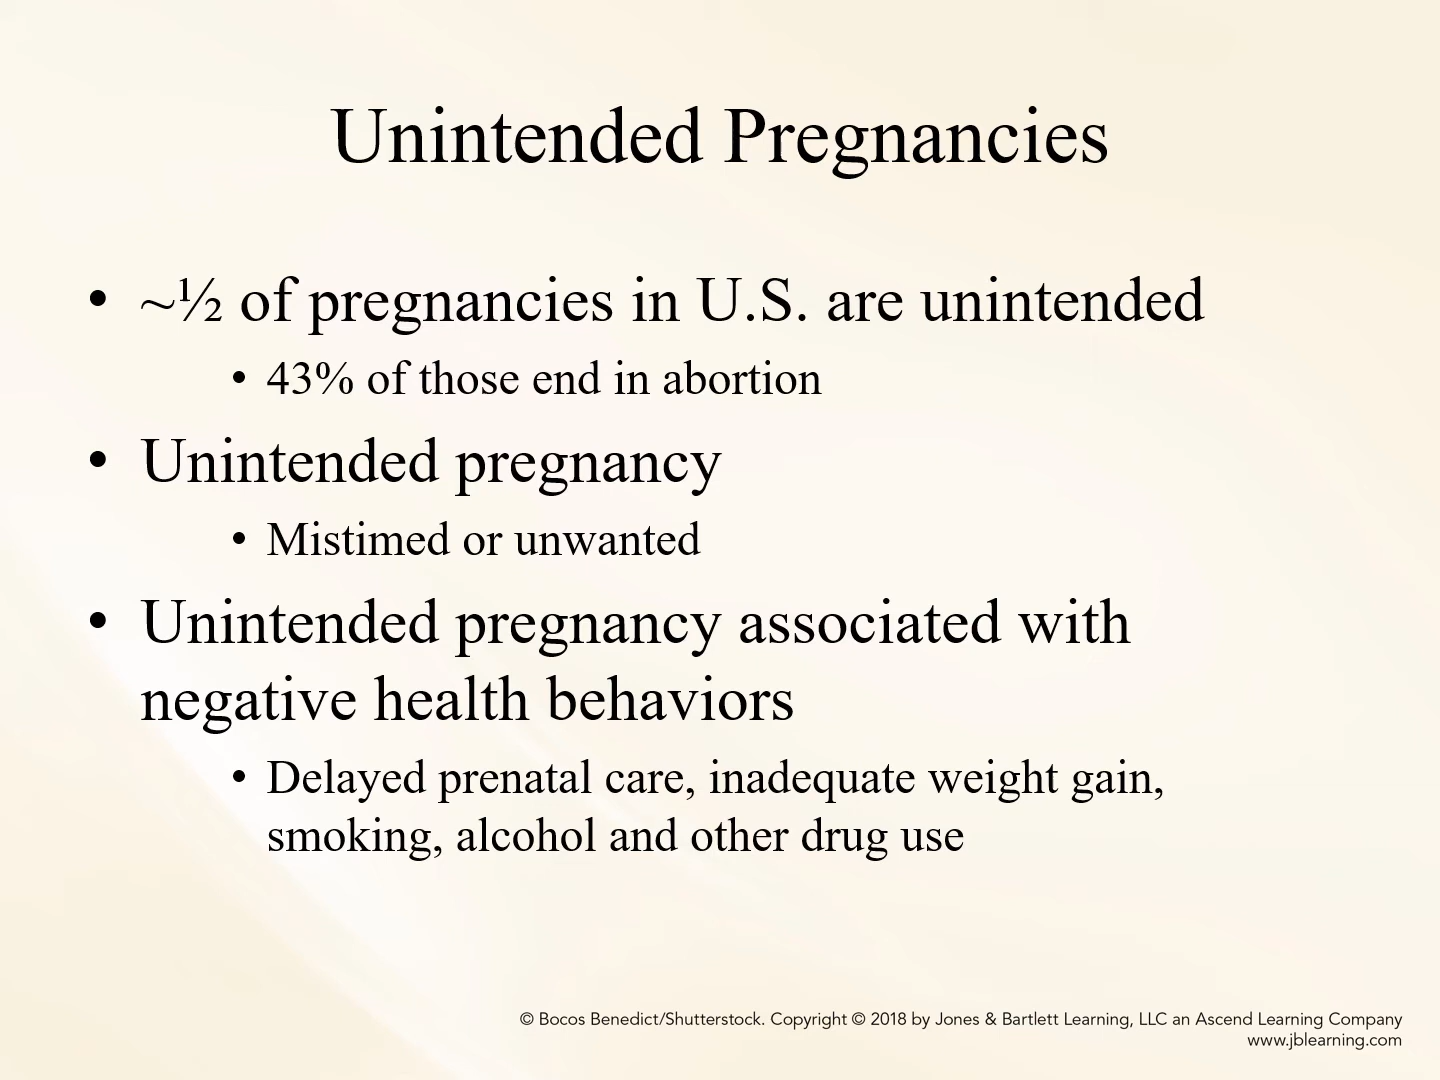 Unintended Pregnancies
• ~½ of pregnancies in U.S. are unintended
• 43% of those end in abortion
• Unintended pregnancy
• Mistimed or unwanted
• Unintended pregnancy associated with
negative health behaviors
• Delayed prenatal care, inadequate weight gain,
smoking, alcohol and other drug use
© Bocos Benedict/Shutterstock. Copyright © 2018 by Jones & Bartlett Learning, LLC an Ascend Learning Company
www.jblearning.com